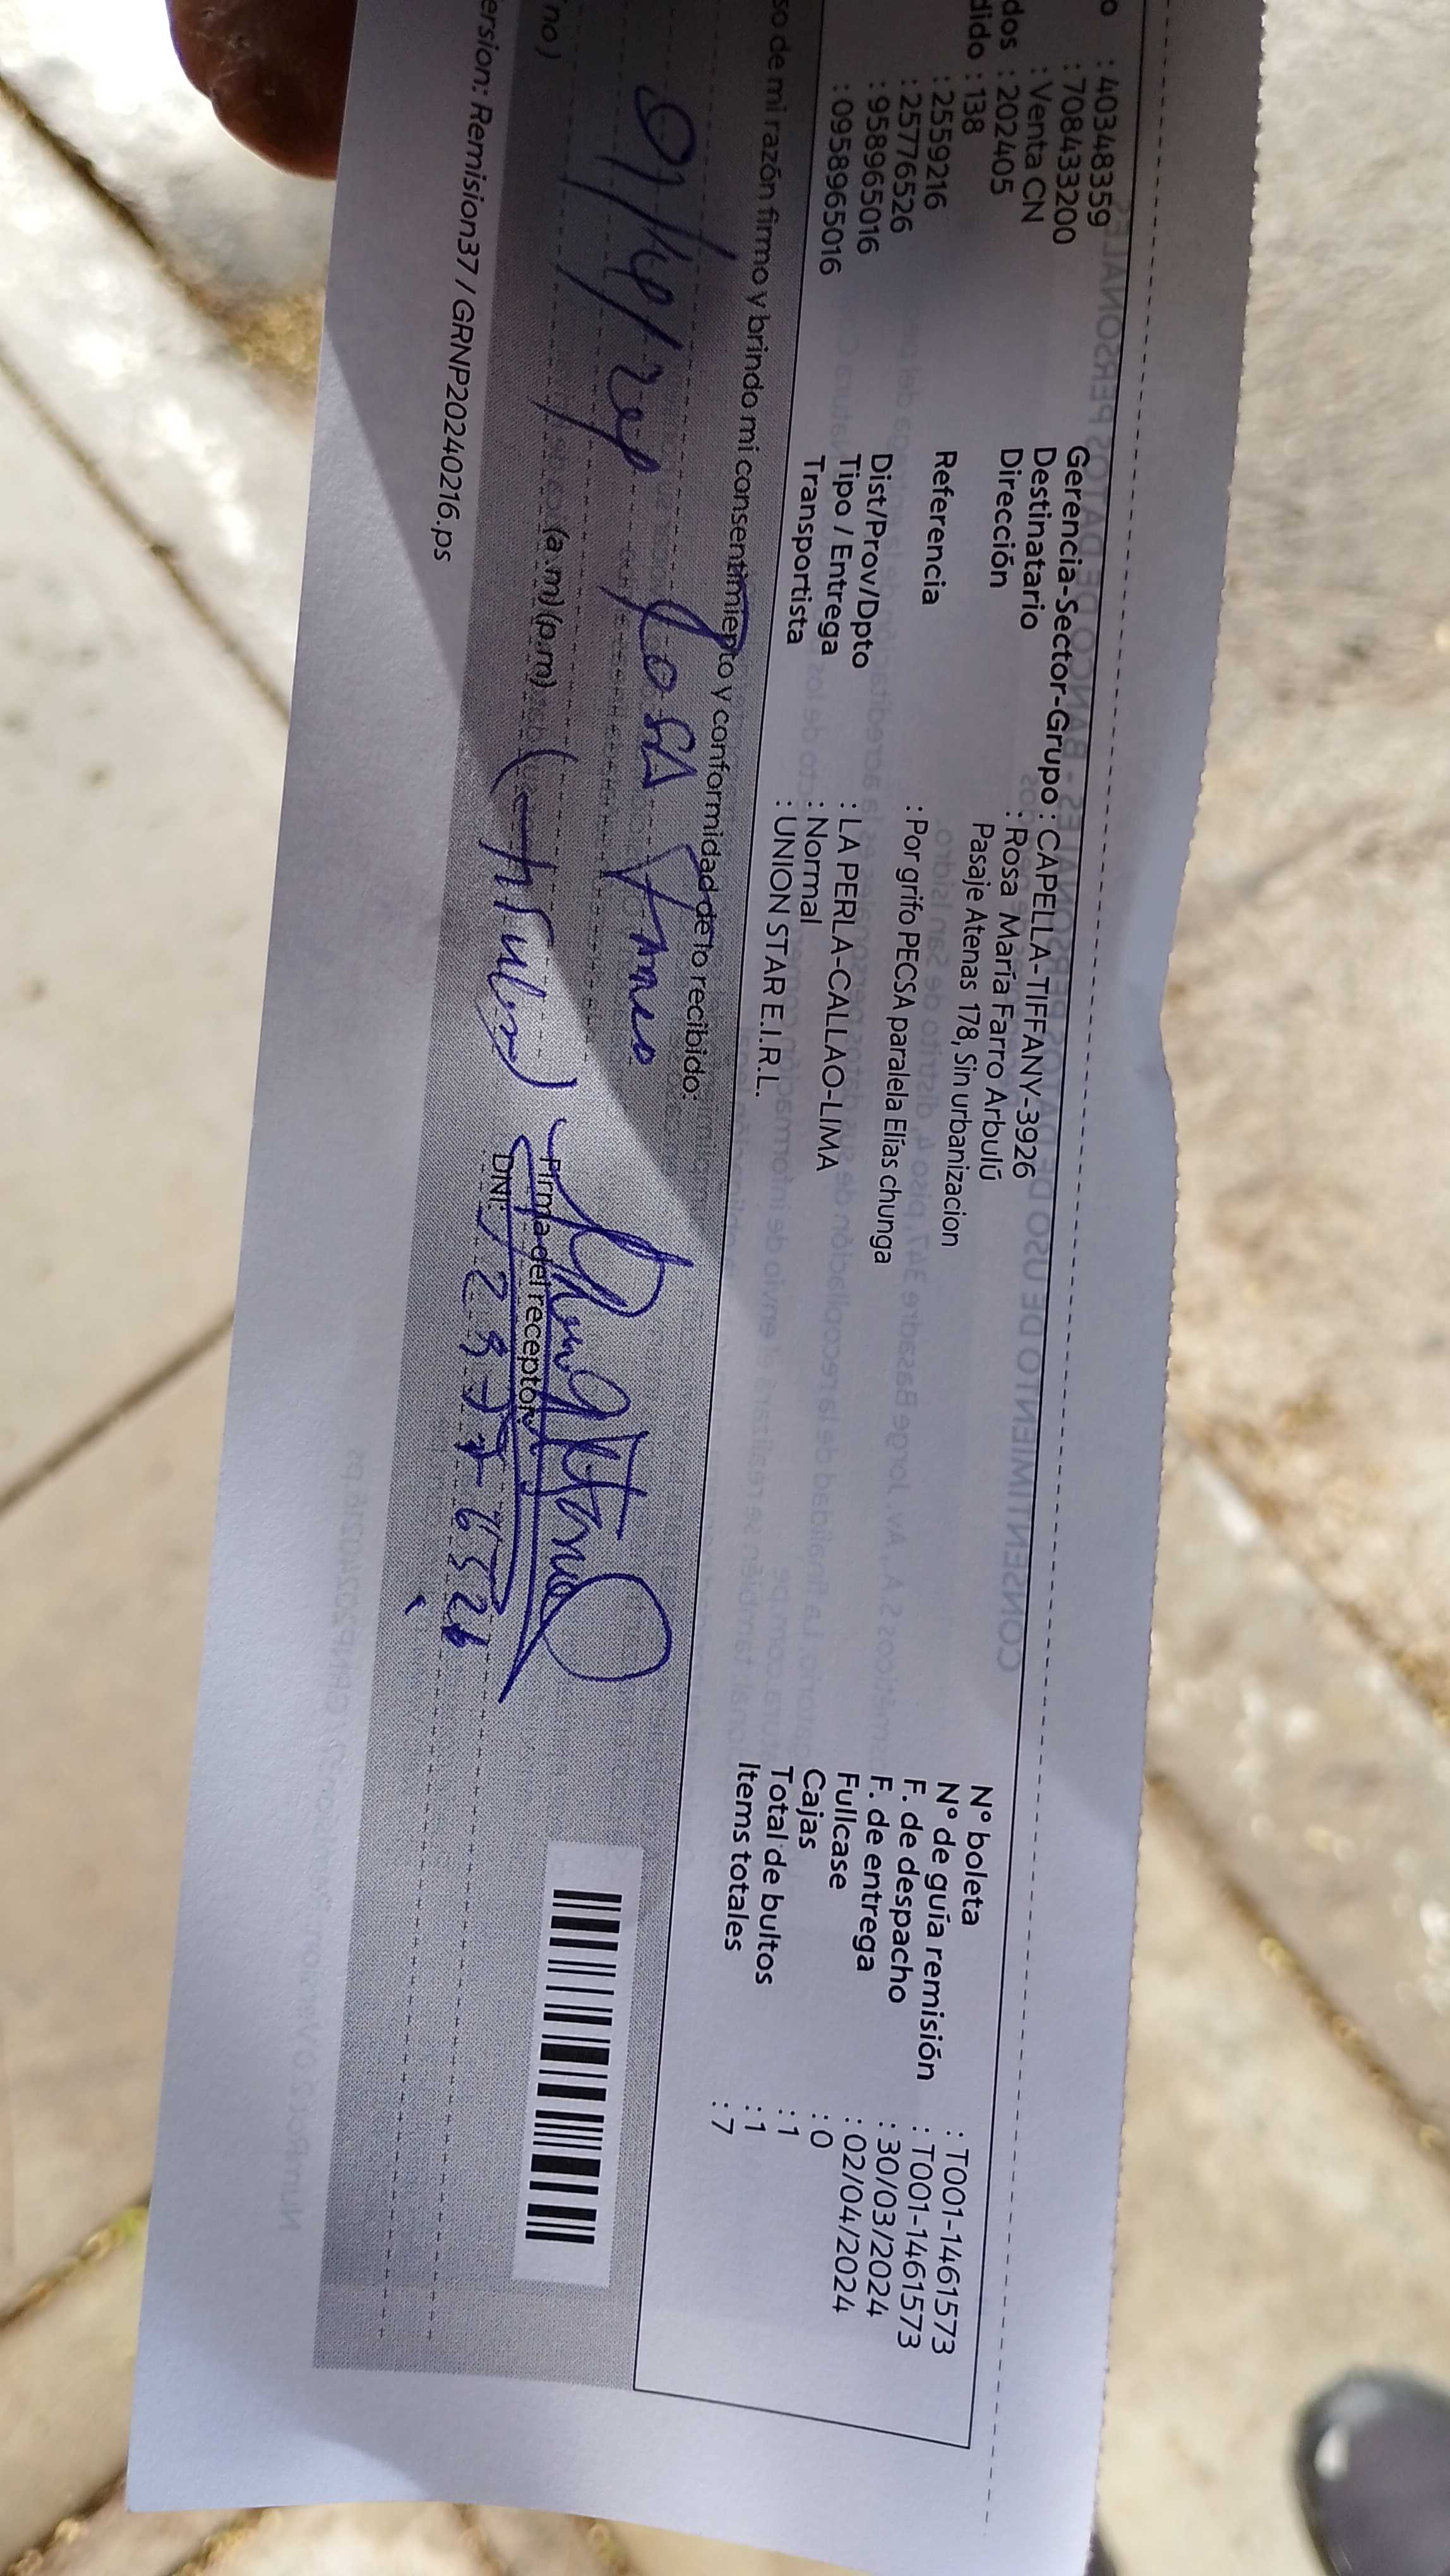 o : 40348359
: 708433200
: Venta CN
dos : 202405
dido : 138
: 2559216
: 25776526
: 958965016
: 0958965016
Gerencia-Sector-Grupo : CAPELLA-TIFFANY-3926
Destinatario : Rosa María Farro Arbulú
Dirección Pasaje Atenas 178, Sin urbanizacion
Referencia : Por grifo PECSA paralela Elías chunga
Dist/Prov/Dpto : LA PERLA-CALLAO-LIMA
Tipo / Entrega : Normal
Transportista : UNION STAR E.I.R.L.
N° boleta : T001-1461573
N° de guía remisión : T001-1461573
F. de despacho : 30/03/2024
F. de entrega : 02/04/2024
Fullcase : 0
Cajas : 1
Total de bultos : 1
Items totales : 7
so de mi razón firmo y brindo mi consentimiento y conformidad de lo recibido:
Rosa Farro
no)
(a.m)(p.m)
Firma del receptor
DNI: 25776526
ersion: Remision37 / GRNP20240216.ps